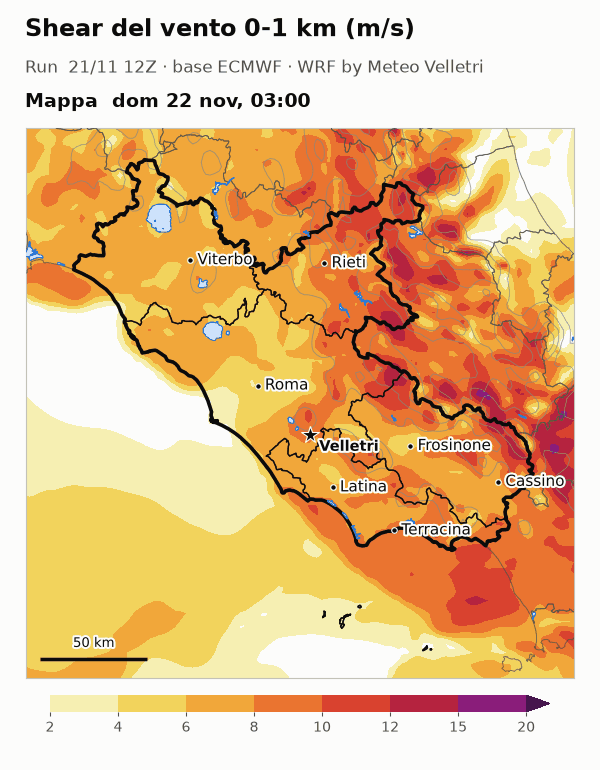 Shear del vento 0-1 km (m/s)
Run  21/11 12Z · base ECMWF · WRF by Meteo Velletri
Mappa  dom 22 nov, 03:00
Viterbo
Rieti
Roma
Velletri
Frosinone
Cassino
Latina
Terracina
50 km
2 4 6 8 10 12 15 20